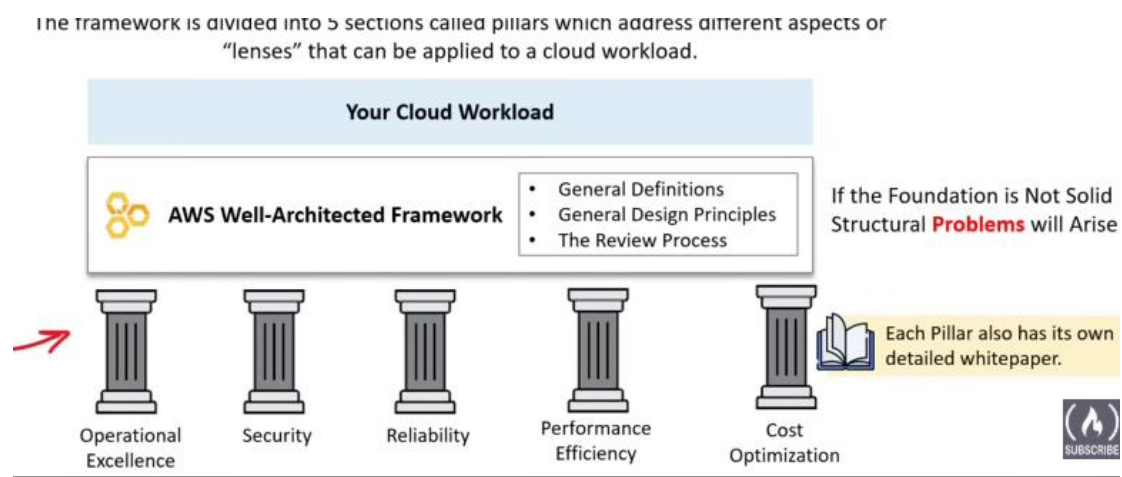 The framework is divided into 5 sections called pillars which address different aspects or
“lenses” that can be applied to a cloud workload.
Your Cloud Workload
AWS Well-Architected Framework
• General Definitions
• General Design Principles
• The Review Process
If the Foundation is Not Solid
Structural Problems will Arise
Each Pillar also has its own
detailed whitepaper.
Operational
Excellence
Security
Reliability
Performance
Efficiency
Cost
Optimization
SUBSCRIBE